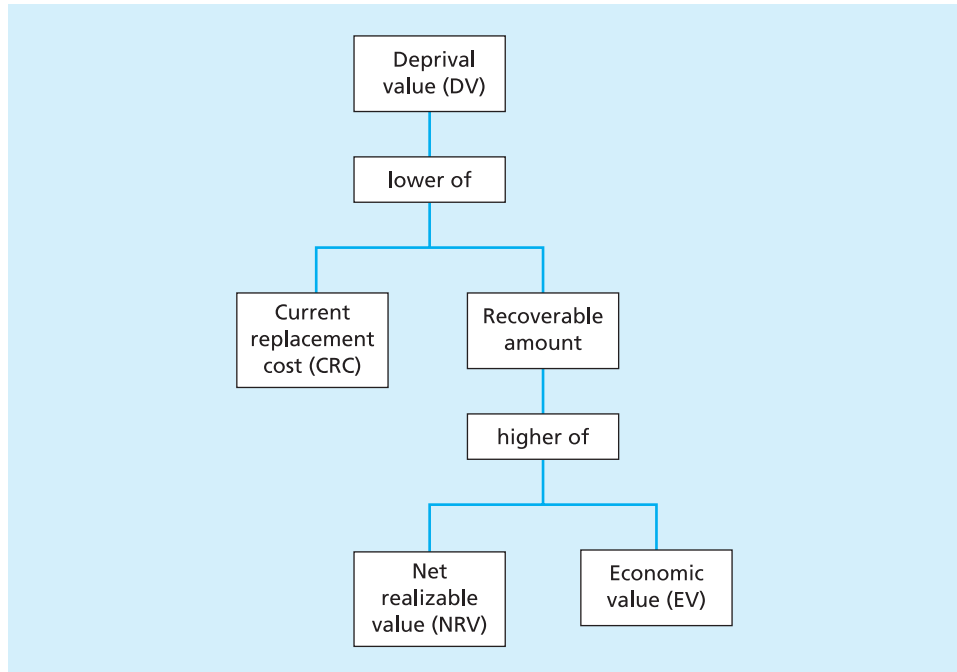 Deprival
value (DV)
lower of
Current
replacement
cost (CRC)
Recoverable
amount
higher of
Net
realizable
value (NRV)
Economic
value (EV)